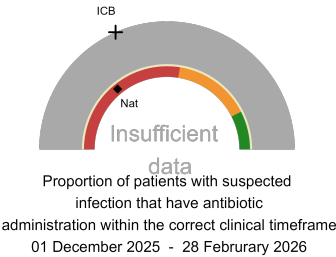 ICB
Nat
Insufficient
data
Proportion of patients with suspected
infection that have antibiotic
administration within the correct clinical timeframe
01 December 2025  -  28 Februrary 2026